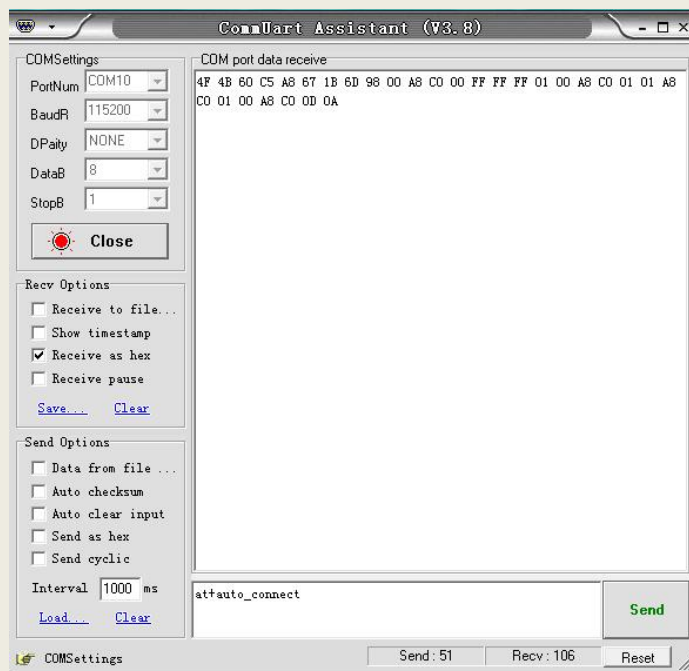 CommUart Assistant (V3.8)
COMSettings
PortNum COM10
BaudR 115200
DPaity NONE
DataB 8
StopB 1
Close
Recv Options
Receive to file...
Show timestamp
Receive as hex
Receive pause
Save... Clear
Send Options
Data from file ...
Auto checksum
Auto clear input
Send as hex
Send cyclic
Interval 1000 ms
Load... Clear
COM port data receive
4F 4B 60 C5 A8 67 1B 6D 98 00 A8 C0 00 FF FF FF 01 00 A8 C0 01 01 A8
C0 01 00 A8 C0 0D 0A
at+auto_connect
Send
COMSettings
Send : 51
Recv : 106
Reset